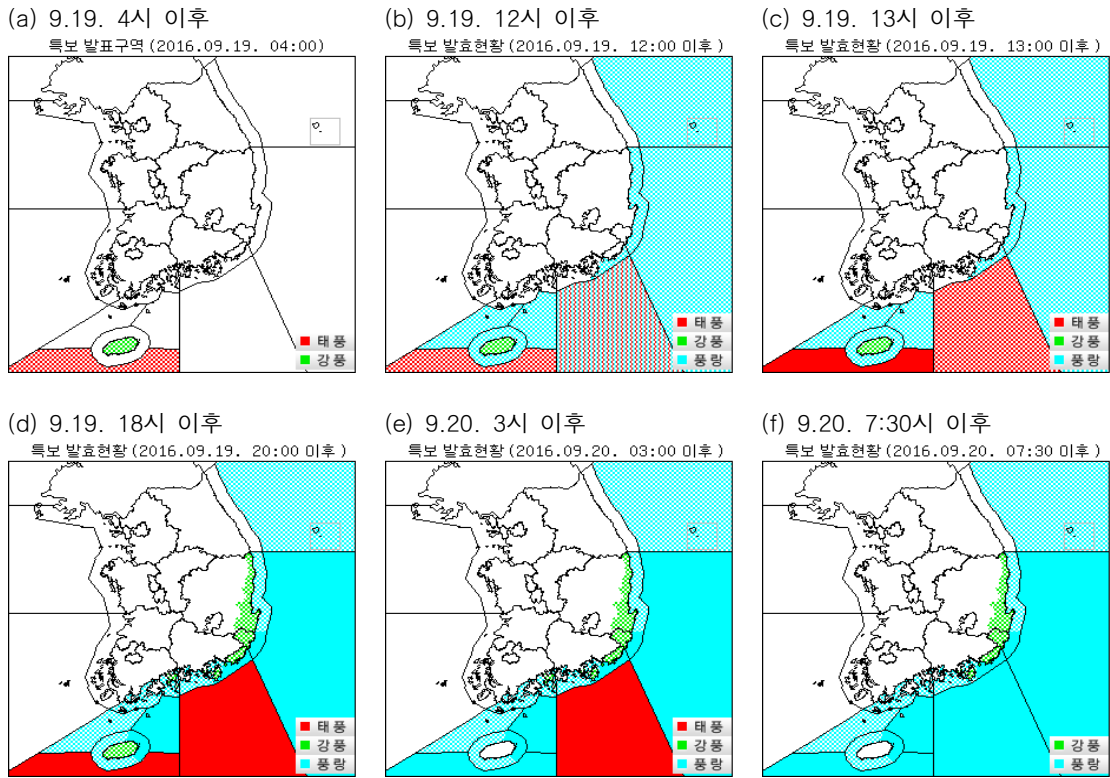 (a) 9.19. 4시 이후
특보 발표구역 (2016.09.19. 04:00)
태풍
강풍
(b) 9.19. 12시 이후
특보 발효현황 (2016.09.19. 12:00 이후 )
태풍
강풍
풍랑
(c) 9.19. 13시 이후
특보 발효현황 (2016.09.19. 13:00 이후 )
태풍
강풍
풍랑
(d) 9.19. 18시 이후
특보 발효현황 (2016.09.19. 20:00 이후 )
태풍
강풍
풍랑
(e) 9.20. 3시 이후
특보 발효현황 (2016.09.20. 03:00 이후 )
태풍
강풍
풍랑
(f) 9.20. 7:30시 이후
특보 발효현황 (2016.09.20. 07:30 이후 )
강풍
풍랑